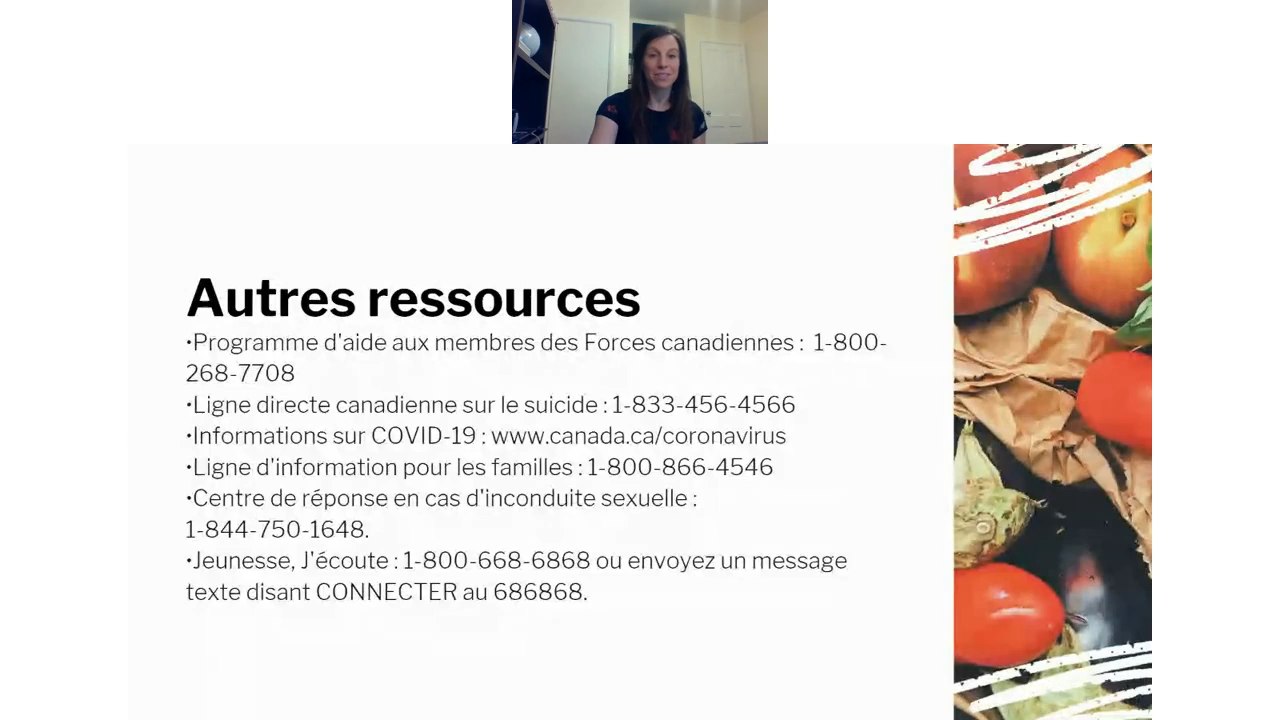 Autres ressources
•Programme d'aide aux membres des Forces canadiennes : 1-800-
268-7708
•Ligne directe canadienne sur le suicide : 1-833-456-4566
•Informations sur COVID-19 : www.canada.ca/coronavirus
•Ligne d'information pour les familles : 1-800-866-4546
•Centre de réponse en cas d'inconduite sexuelle :
1-844-750-1648.
•Jeunesse, J'écoute : 1-800-668-6868 ou envoyez un message
texte disant CONNECTER au 686868.